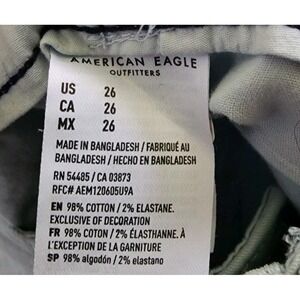 AMERICAN EAGLE
OUTFITTERS
US 26
CA 26
MX 26
MADE IN BANGLADESH / FABRIQUÉ AU
BANGLADESH / HECHO EN BANGLADESH
RN 54485 / CA 03873
RFC# AEM120605U9A
EN 98% COTTON / 2% ELASTANE.
EXCLUSIVE OF DECORATION
FR 98% COTON / 2% ÉLASTHANNE. À
L'EXCEPTION DE LA GARNITURE
SP 98% algodón / 2% elastano